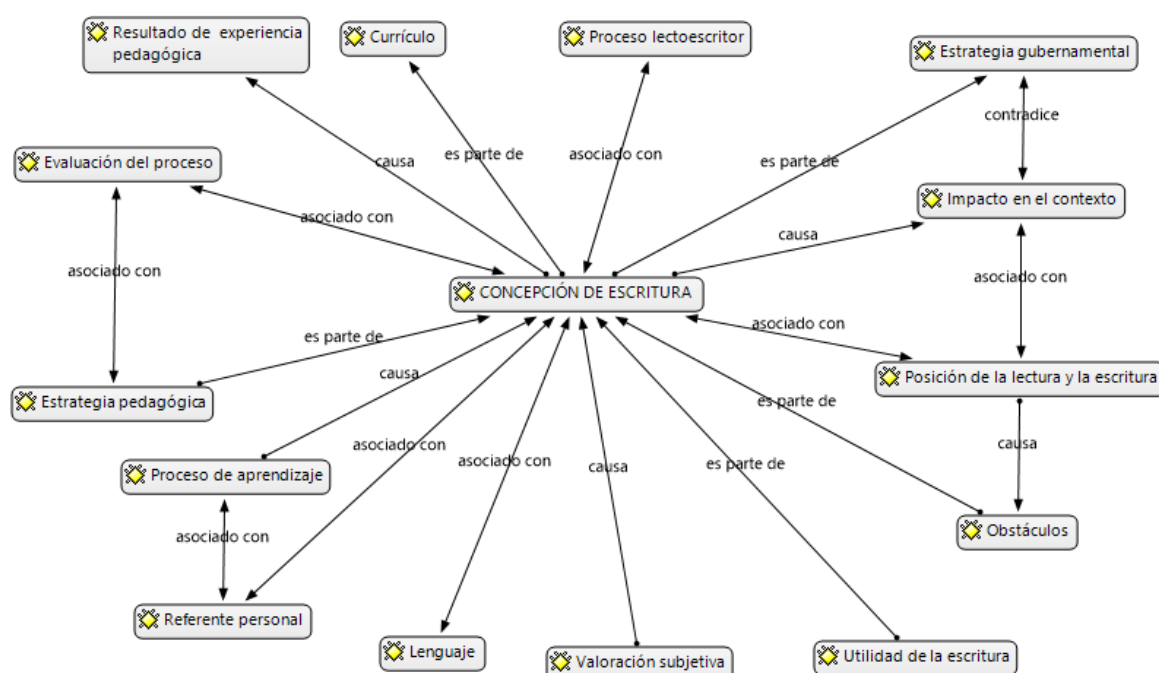 Resultado de experiencia
pedagógica
Currículo
Proceso lectoescritor
Estrategia gubernamental
contradice
Evaluación del proceso
causa
es parte de
asociado con
es parte de
Impacto en el contexto
asociado con
causa
asociado con
asociado con
CONCEPCIÓN DE ESCRITURA
asociado con
es parte de
Posición de la lectura y la escritura
causa
Estrategia pedagógica
es parte de
asociado con
causa
asociado con
causa
es parte de
Proceso de aprendizaje
Obstáculos
asociado con
Referente personal
Lenguaje
Valoración subjetiva
Utilidad de la escritura